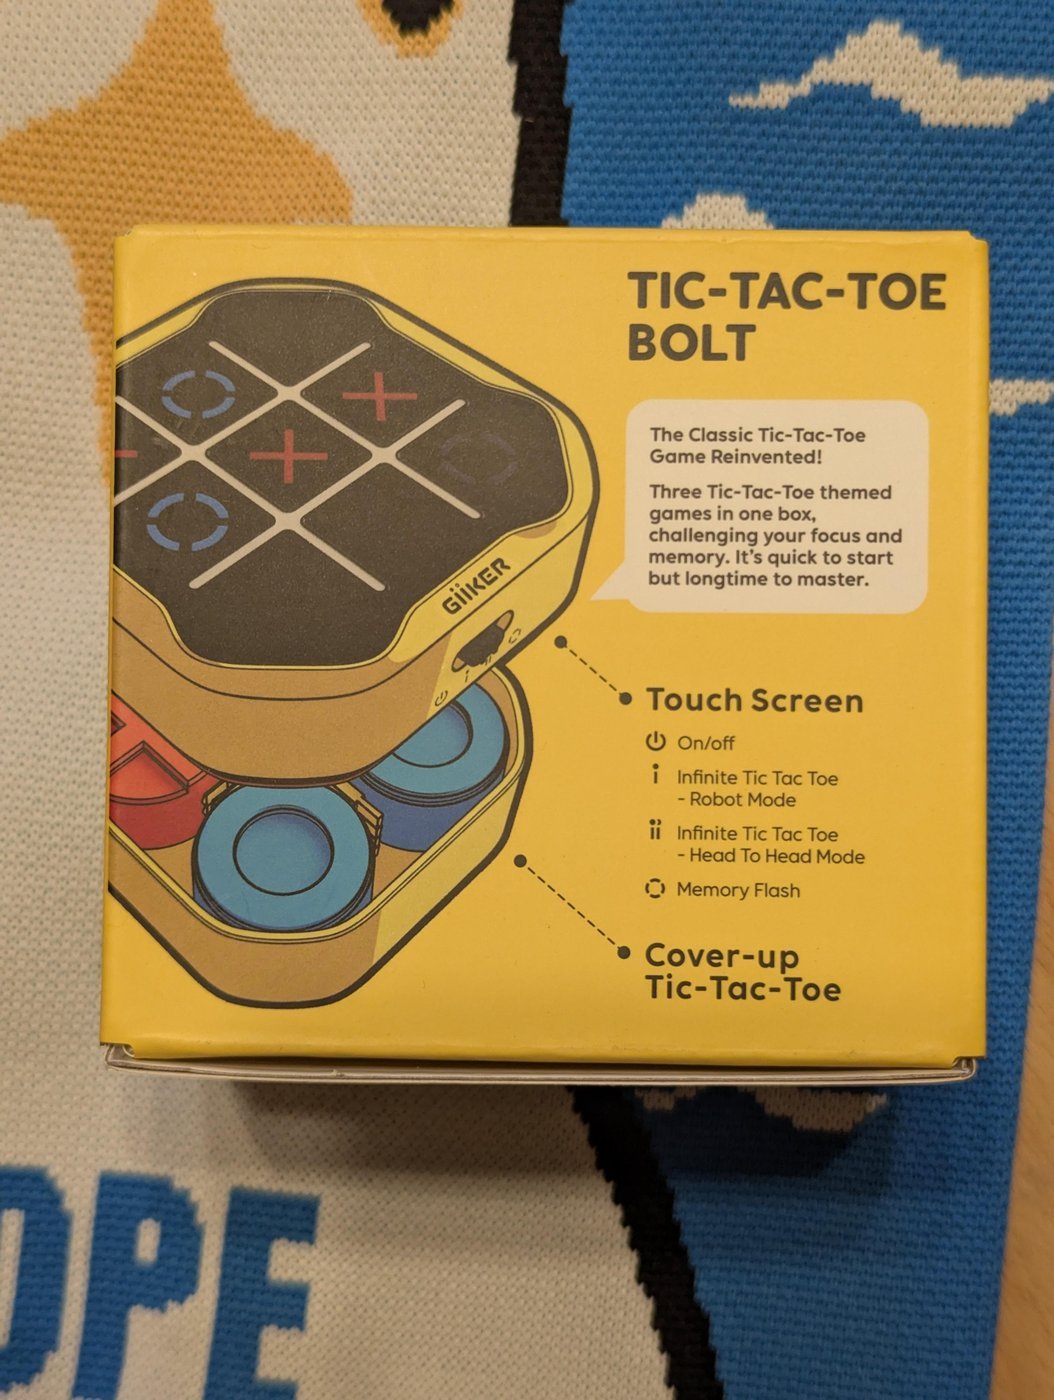 TIC-TAC-TOE
BOLT
The Classic Tic-Tac-Toe
Game Reinvented!
Three Tic-Tac-Toe themed
games in one box,
challenging your focus and
memory. It's quick to start
but longtime to master.
GiiKER
Touch Screen
On/off
i Infinite Tic Tac Toe
- Robot Mode
ii Infinite Tic Tac Toe
- Head To Head Mode
Memory Flash
Cover-up
Tic-Tac-Toe
OPE